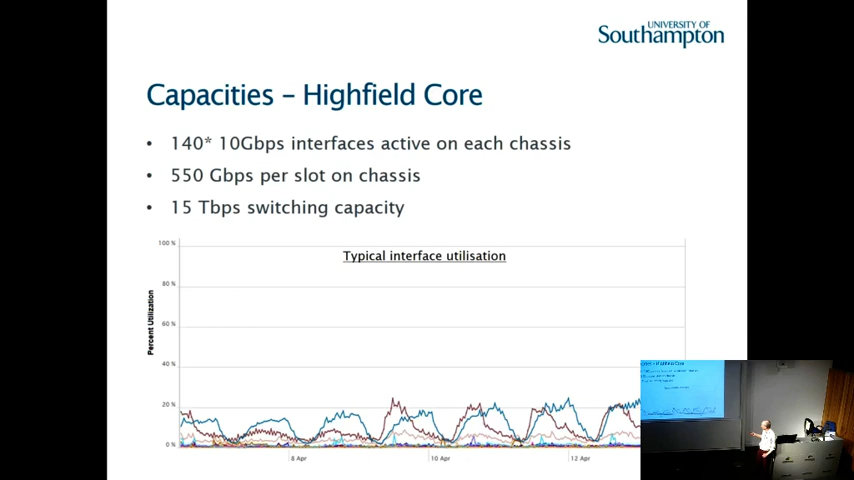 UNIVERSITY OF
Southampton
Capacities – Highfield Core
• 140* 10Gbps interfaces active on each chassis
• 550 Gbps per slot on chassis
• 15 Tbps switching capacity
Typical interface utilisation
Percent Utilization
100 %
80 %
60 %
40 %
20 %
0 %
8 Apr
10 Apr
12 Apr